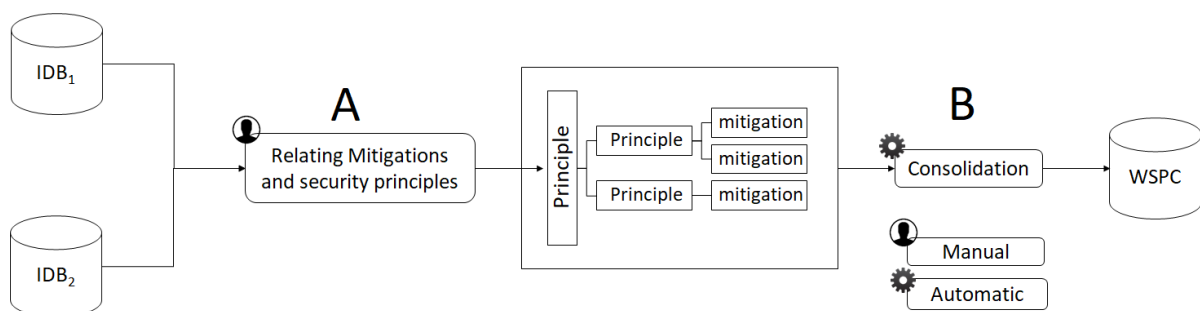 IDB₁
IDB₂
A
Relating Mitigations
and security principles
Principle
Principle
mitigation
mitigation
Principle
mitigation
B
Consolidation
WSPC
Manual
Automatic